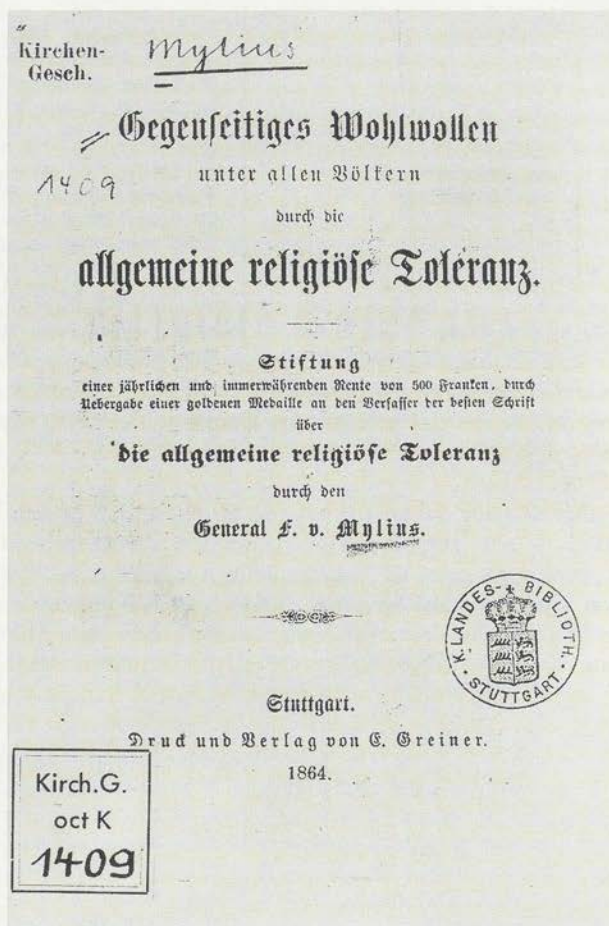 Kirchen-
Gesch.
Mylius
Gegenseitiges Wohlwollen
1409
unter allen Völkern
durch die
allgemeine religiöse Toleranz.
Stiftung
einer jährlichen und immerwährenden Rente von 500 Franken, durch
Uebergabe einer goldenen Medaille an den Verfasser der besten Schrift
über
die allgemeine religiöse Toleranz
durch den
General F. v. Mylius.
K. LANDES-BIBLIOTH. STUTTGART.
Stuttgart.
Druck und Verlag von C. Greiner.
1864.
Kirch.G.
oct K
1409